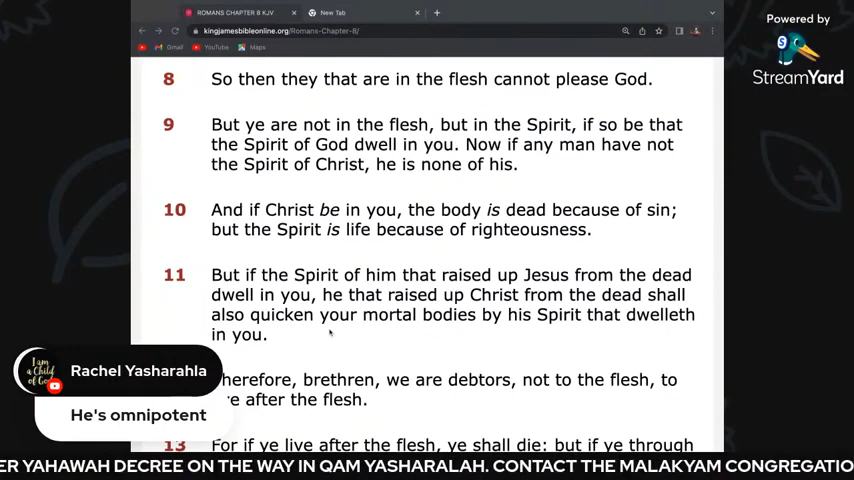 ROMANS CHAPTER 8 KJV
New Tab
kingjamesbibleonline.org/Romans-Chapter-8/
Gmail
YouTube
Maps
Powered by
StreamYard
8 So then they that are in the flesh cannot please God.
9 But ye are not in the flesh, but in the Spirit, if so be that
the Spirit of God dwell in you. Now if any man have not
the Spirit of Christ, he is none of his.
10 And if Christ be in you, the body is dead because of sin;
but the Spirit is life because of righteousness.
11 But if the Spirit of him that raised up Jesus from the dead
dwell in you, he that raised up Christ from the dead shall
also quicken your mortal bodies by his Spirit that dwelleth
in you.
herefore, brethren, we are debtors, not to the flesh, to
after the flesh.
13 For if ye live after the flesh, ye shall die: but if ye through
I am
a Child
of God
Rachel Yasharahla
He's omnipotent
ER YAHAWAH DECREE ON THE WAY IN QAM YASHARALAH. CONTACT THE MALAKYAM CONGREGATIO